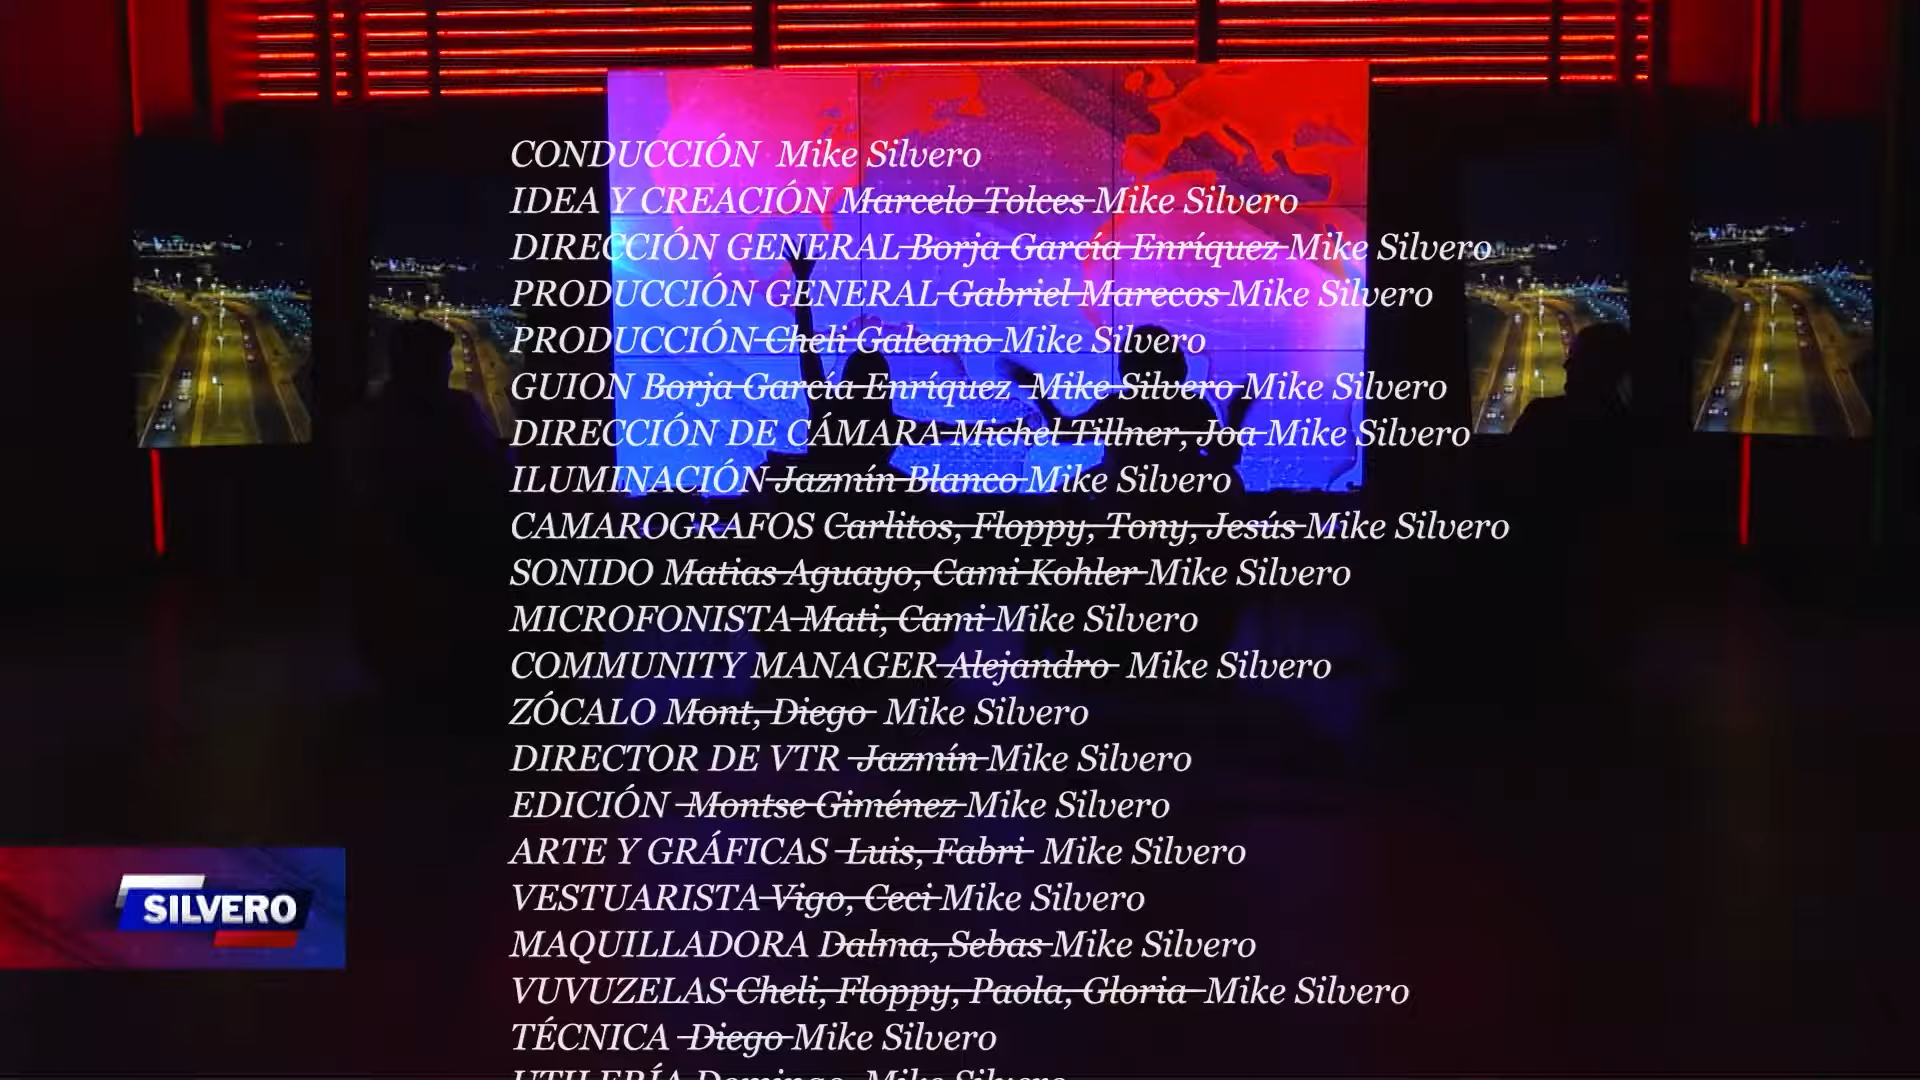 CONDUCCIÓN Mike Silvero
IDEA Y CREACIÓN Marcelo Tolces Mike Silvero
DIRECCIÓN GENERAL Borja García Enríquez Mike Silvero
PRODUCCIÓN GENERAL Gabriel Marecos Mike Silvero
PRODUCCIÓN Cheli Galeano Mike Silvero
GUION Borja García Enríquez Mike Silvero Mike Silvero
DIRECCIÓN DE CÁMARA Michel Tillner, Joa Mike Silvero
ILUMINACIÓN Jazmín Blanco Mike Silvero
CAMAROGRAFOS Carlitos, Floppy, Tony, Jesús Mike Silvero
SONIDO Matias Aguayo, Cami Kohler Mike Silvero
MICROFONISTA Mati, Cami Mike Silvero
COMMUNITY MANAGER Alejandro Mike Silvero
ZÓCALO Mont, Diego Mike Silvero
DIRECTOR DE VTR Jazmín Mike Silvero
EDICIÓN Montse Giménez Mike Silvero
ARTE Y GRÁFICAS Luis, Fabri Mike Silvero
VESTUARISTA Vigo, Ceci Mike Silvero
MAQUILLADORA Dalma, Sebas Mike Silvero
VUVUZELAS Cheli, Floppy, Paola, Gloria Mike Silvero
TÉCNICA Diego Mike Silvero
UTILERÍA Domingo Mike Silvero
SILVERO